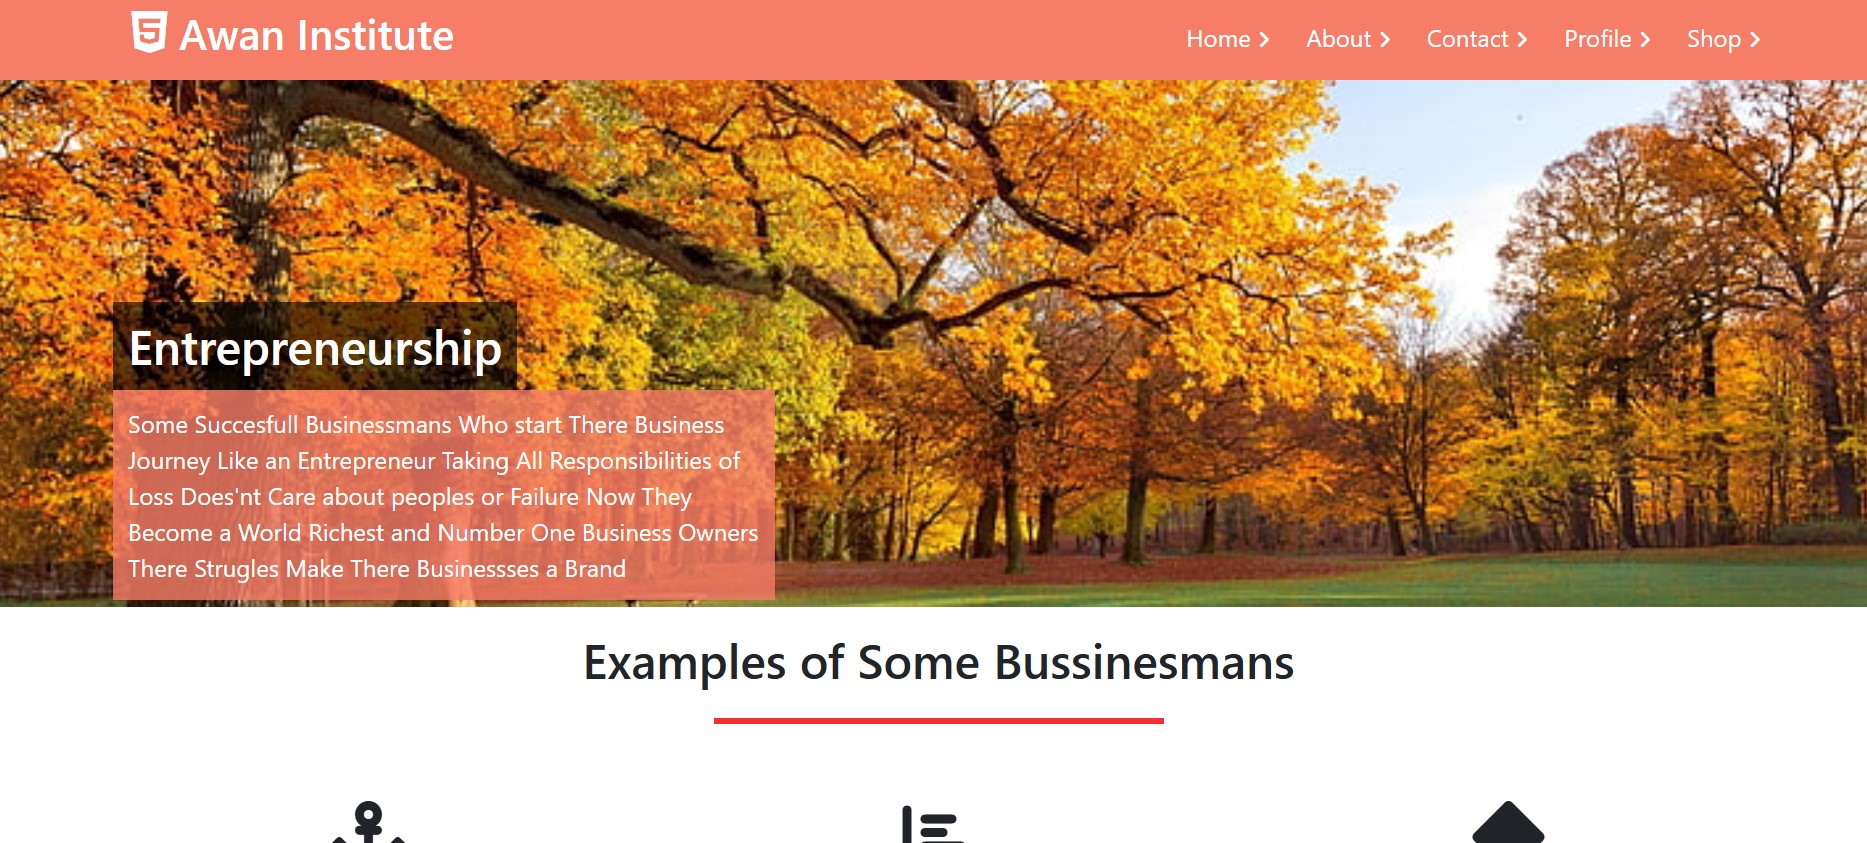 Awan Institute
Home
About
Contact
Profile
Shop
Entrepreneurship
Some Succesfull Businessmans Who start There Business
Journey Like an Entrepreneur Taking All Responsibilities of
Loss Does'nt Care about peoples or Failure Now They
Become a World Richest and Number One Business Owners
There Strugles Make There Businessses a Brand
Examples of Some Bussinesmans